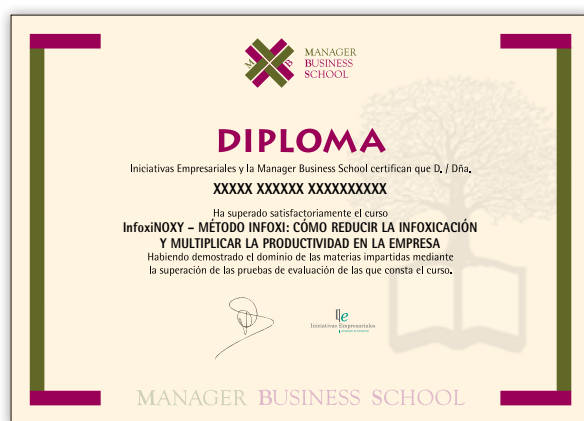 M B
MANAGER
BUSINESS
SCHOOL
DIPLOMA
Iniciativas Empresariales y la Manager Business School certifican que D. / Dña.
XXXXX XXXXXX XXXXXXXXXX
Ha superado satisfactoriamente el curso
InfoxiNOXY – MÉTODO INFOXI: CÓMO REDUCIR LA INFOXICACIÓN
Y MULTIPLICAR LA PRODUCTIVIDAD EN LA EMPRESA
Habiendo demostrado el dominio de las materias impartidas mediante
la superación de las pruebas de evaluación de las que consta el curso.
Iniciativas Empresariales
MANAGER BUSINESS SCHOOL